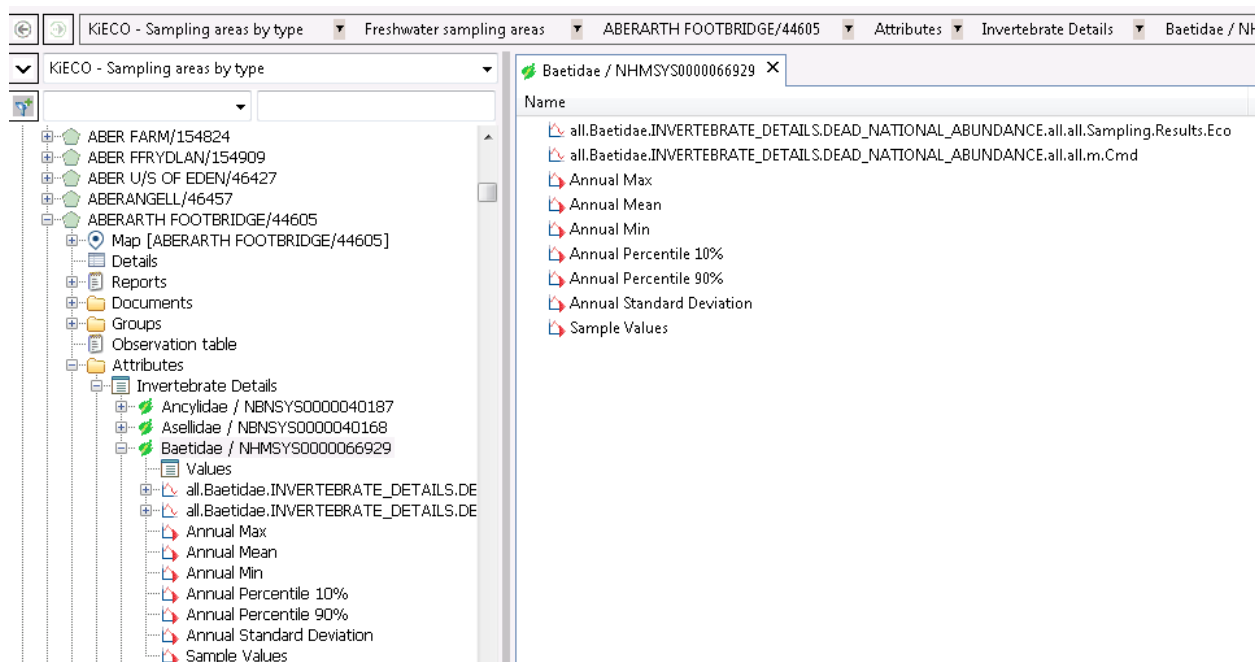 KiECO - Sampling areas by type Freshwater sampling areas ABERARTH FOOTBRIDGE/44605 Attributes Invertebrate Details Baetidae / NH
KiECO - Sampling areas by type
ABER FARM/154824
ABER FFRYDLAN/154909
ABER U/S OF EDEN/46427
ABERANGELL/46457
ABERARTH FOOTBRIDGE/44605
Map [ABERARTH FOOTBRIDGE/44605]
Details
Reports
Documents
Groups
Observation table
Attributes
Invertebrate Details
Ancylidae / NBNSYS0000040187
Asellidae / NBNSYS0000040168
Baetidae / NHMSYS0000066929
Values
all.Baetidae.INVERTEBRATE_DETAILS.DE
all.Baetidae.INVERTEBRATE_DETAILS.DE
Annual Max
Annual Mean
Annual Min
Annual Percentile 10%
Annual Percentile 90%
Annual Standard Deviation
Sample Values
Baetidae / NHMSYS0000066929
Name
all.Baetidae.INVERTEBRATE_DETAILS.DEAD_NATIONAL_ABUNDANCE.all.all.Sampling.Results.Eco
all.Baetidae.INVERTEBRATE_DETAILS.DEAD_NATIONAL_ABUNDANCE.all.all.m.Cmd
Annual Max
Annual Mean
Annual Min
Annual Percentile 10%
Annual Percentile 90%
Annual Standard Deviation
Sample Values